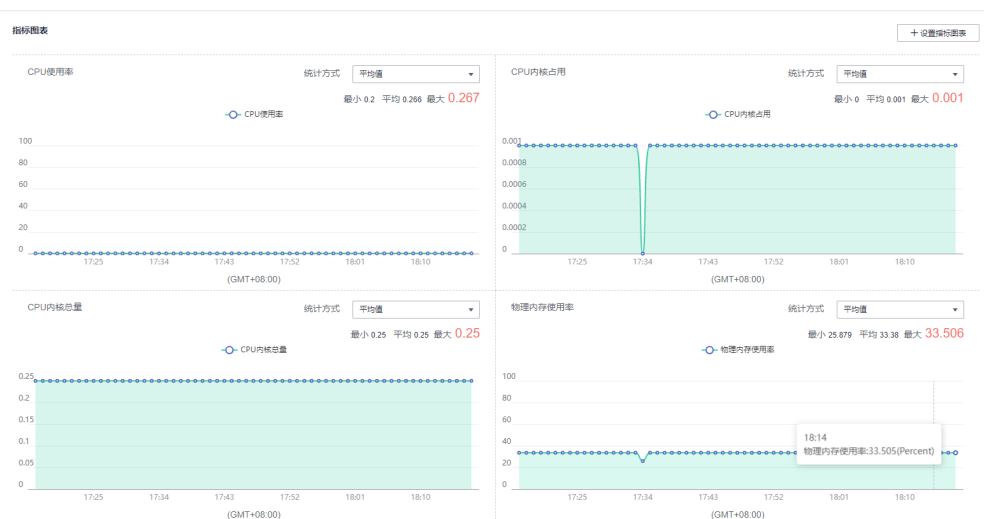 指标图表
+ 设置指标图表
CPU使用率
统计方式 平均值
最小 0.2 平均 0.266 最大 0.267
CPU使用率
100
80
60
40
20
0
17:25 17:34 17:43 17:52 18:01 18:10
(GMT+08:00)
CPU内核占用
统计方式 平均值
最小 0 平均 0.001 最大 0.001
CPU内核占用
0.001
0.0008
0.0006
0.0004
0.0002
0
17:25 17:34 17:43 17:52 18:01 18:10
(GMT+08:00)
CPU内核总量
统计方式 平均值
最小 0.25 平均 0.25 最大 0.25
CPU内核总量
0.25
0.2
0.15
0.1
0.05
0
17:25 17:34 17:43 17:52 18:01 18:10
(GMT+08:00)
物理内存使用率
统计方式 平均值
最小 25.879 平均 33.38 最大 33.506
物理内存使用率
100
80
60
40
20
0
18:14
物理内存使用率:33.505(Percent)
17:25 17:34 17:43 17:52 18:01 18:10
(GMT+08:00)